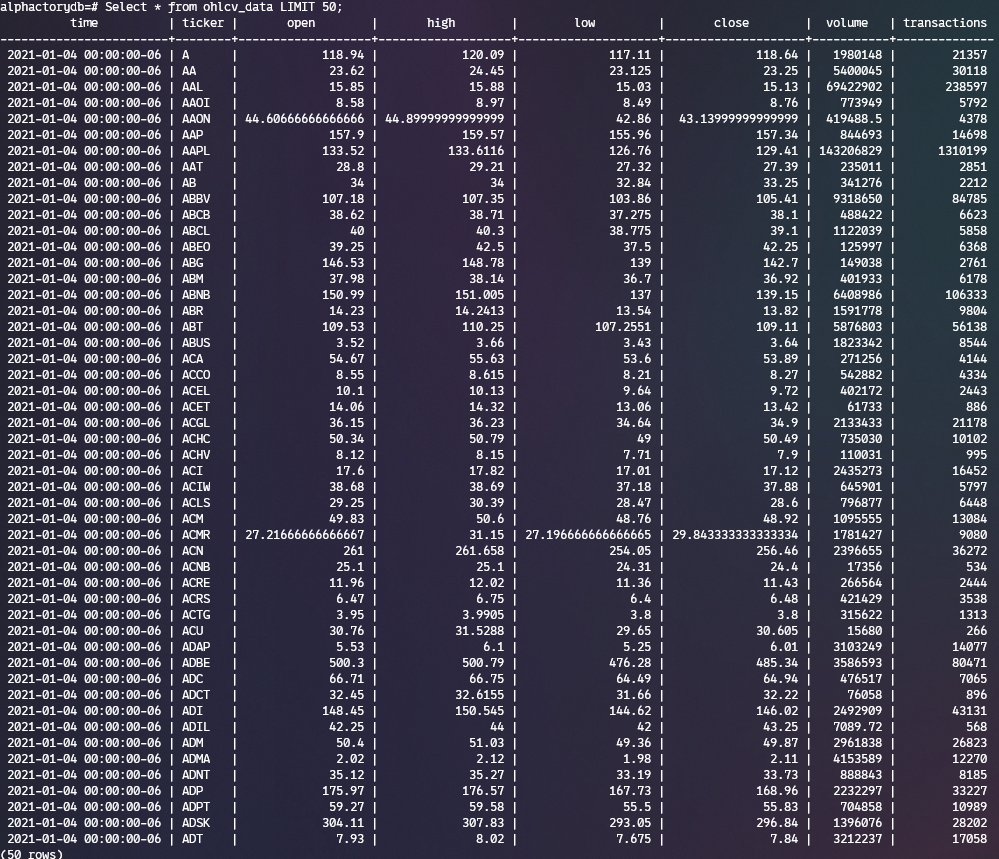 alphactorydb=# Select * from ohlcv_data LIMIT 50;
time | ticker | open | high | low | close | volume | transactions
------------------------+--------+-------------------+-------------------+--------------------+--------------------+-----------+--------------
2021-01-04 00:00:00-06 | A | 118.94 | 120.09 | 117.11 | 118.64 | 1980148 | 21357
2021-01-04 00:00:00-06 | AA | 23.62 | 24.45 | 23.125 | 23.25 | 5400045 | 30118
2021-01-04 00:00:00-06 | AAL | 15.85 | 15.88 | 15.03 | 15.13 | 69422902 | 238597
2021-01-04 00:00:00-06 | AAOI | 8.58 | 8.97 | 8.49 | 8.76 | 773949 | 5792
2021-01-04 00:00:00-06 | AAON | 44.60666666666666 | 44.89999999999999 | 42.86 | 43.13999999999999 | 419488.5 | 4378
2021-01-04 00:00:00-06 | AAP | 157.9 | 159.57 | 155.96 | 157.34 | 844693 | 14698
2021-01-04 00:00:00-06 | AAPL | 133.52 | 133.6116 | 126.76 | 129.41 | 143206829 | 1310199
2021-01-04 00:00:00-06 | AAT | 28.8 | 29.21 | 27.32 | 27.39 | 235011 | 2851
2021-01-04 00:00:00-06 | AB | 34 | 34 | 32.84 | 33.25 | 341276 | 2212
2021-01-04 00:00:00-06 | ABBV | 107.18 | 107.35 | 103.86 | 105.41 | 9318650 | 84785
2021-01-04 00:00:00-06 | ABCB | 38.62 | 38.71 | 37.275 | 38.1 | 488422 | 6623
2021-01-04 00:00:00-06 | ABCL | 40 | 40.3 | 38.775 | 39.1 | 1122039 | 5858
2021-01-04 00:00:00-06 | ABEO | 39.25 | 42.5 | 37.5 | 42.25 | 125997 | 6368
2021-01-04 00:00:00-06 | ABG | 146.53 | 148.78 | 139 | 142.7 | 149038 | 2761
2021-01-04 00:00:00-06 | ABM | 37.98 | 38.14 | 36.7 | 36.92 | 401933 | 6178
2021-01-04 00:00:00-06 | ABNB | 150.99 | 151.005 | 137 | 139.15 | 6408986 | 106333
2021-01-04 00:00:00-06 | ABR | 14.23 | 14.2413 | 13.54 | 13.82 | 1591778 | 9804
2021-01-04 00:00:00-06 | ABT | 109.53 | 110.25 | 107.2551 | 109.11 | 5876803 | 56138
2021-01-04 00:00:00-06 | ABUS | 3.52 | 3.66 | 3.43 | 3.64 | 1823342 | 8544
2021-01-04 00:00:00-06 | ACA | 54.67 | 55.63 | 53.6 | 53.89 | 271256 | 4144
2021-01-04 00:00:00-06 | ACCO | 8.55 | 8.615 | 8.21 | 8.27 | 542882 | 4334
2021-01-04 00:00:00-06 | ACEL | 10.1 | 10.13 | 9.64 | 9.72 | 402172 | 2443
2021-01-04 00:00:00-06 | ACET | 14.06 | 14.32 | 13.06 | 13.42 | 61733 | 886
2021-01-04 00:00:00-06 | ACGL | 36.15 | 36.23 | 34.64 | 34.9 | 2133433 | 21178
2021-01-04 00:00:00-06 | ACHC | 50.34 | 50.79 | 49 | 50.49 | 735030 | 10102
2021-01-04 00:00:00-06 | ACHV | 8.12 | 8.15 | 7.71 | 7.9 | 110031 | 995
2021-01-04 00:00:00-06 | ACI | 17.6 | 17.82 | 17.01 | 17.12 | 2435273 | 16452
2021-01-04 00:00:00-06 | ACIW | 38.68 | 38.69 | 37.18 | 37.88 | 645901 | 5797
2021-01-04 00:00:00-06 | ACLS | 29.25 | 30.39 | 28.47 | 28.6 | 796877 | 6448
2021-01-04 00:00:00-06 | ACM | 49.83 | 50.6 | 48.76 | 48.92 | 1095555 | 13084
2021-01-04 00:00:00-06 | ACMR | 27.21666666666667 | 31.15 | 27.196666666666665 | 29.843333333333334 | 1781427 | 9080
2021-01-04 00:00:00-06 | ACN | 261 | 261.658 | 254.05 | 256.46 | 2396655 | 36272
2021-01-04 00:00:00-06 | ACNB | 25.1 | 25.1 | 24.31 | 24.4 | 17356 | 534
2021-01-04 00:00:00-06 | ACRE | 11.96 | 12.02 | 11.36 | 11.43 | 266564 | 2444
2021-01-04 00:00:00-06 | ACRS | 6.47 | 6.75 | 6.4 | 6.48 | 421429 | 3538
2021-01-04 00:00:00-06 | ACTG | 3.95 | 3.9905 | 3.8 | 3.8 | 315622 | 1313
2021-01-04 00:00:00-06 | ACU | 30.76 | 31.5288 | 29.65 | 30.605 | 15680 | 266
2021-01-04 00:00:00-06 | ADAP | 5.53 | 6.1 | 5.25 | 6.01 | 3103249 | 14077
2021-01-04 00:00:00-06 | ADBE | 500.3 | 500.79 | 476.28 | 485.34 | 3586593 | 80471
2021-01-04 00:00:00-06 | ADC | 66.71 | 66.75 | 64.49 | 64.94 | 476517 | 7065
2021-01-04 00:00:00-06 | ADCT | 32.45 | 32.6155 | 31.66 | 32.22 | 76058 | 896
2021-01-04 00:00:00-06 | ADI | 148.45 | 150.545 | 144.62 | 146.02 | 2492909 | 43131
2021-01-04 00:00:00-06 | ADIL | 42.25 | 44 | 42 | 43.25 | 7089.72 | 568
2021-01-04 00:00:00-06 | ADM | 50.4 | 51.03 | 49.36 | 49.87 | 2961838 | 26823
2021-01-04 00:00:00-06 | ADMA | 2.02 | 2.12 | 1.98 | 2.11 | 4153589 | 12270
2021-01-04 00:00:00-06 | ADNT | 35.12 | 35.27 | 33.19 | 33.73 | 888843 | 8185
2021-01-04 00:00:00-06 | ADP | 175.97 | 176.57 | 167.73 | 168.96 | 2232297 | 33227
2021-01-04 00:00:00-06 | ADPT | 59.27 | 59.58 | 55.5 | 55.83 | 704858 | 10989
2021-01-04 00:00:00-06 | ADSK | 304.11 | 307.83 | 293.05 | 296.84 | 1396076 | 28202
2021-01-04 00:00:00-06 | ADT | 7.93 | 8.02 | 7.675 | 7.84 | 3212237 | 17058
(50 rows)